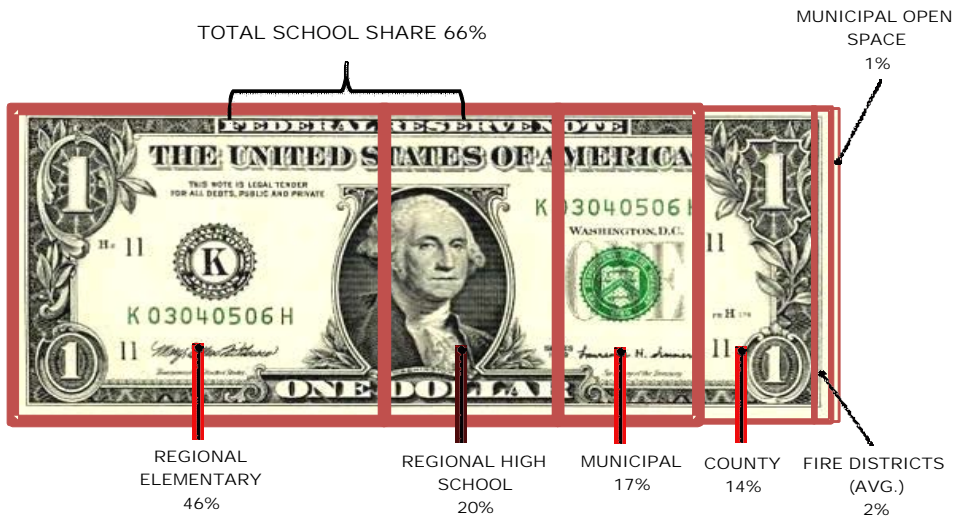 MUNICIPAL OPEN
SPACE
1%
TOTAL SCHOOL SHARE 66%
FEDERAL RESERVE NOTE
THE UNITED STATES OF AMERICA
THIS NOTE IS LEGAL TENDER
FOR ALL DEBTS, PUBLIC AND PRIVATE
1
1
K 03040506 H
WASHINGTON, D.C.
ONE
11
11
K
K 03040506 H
11
11
1
1
ONE DOLLAR
REGIONAL
ELEMENTARY
46%
REGIONAL HIGH
SCHOOL
20%
MUNICIPAL
17%
COUNTY
14%
FIRE DISTRICTS
(AVG.)
2%